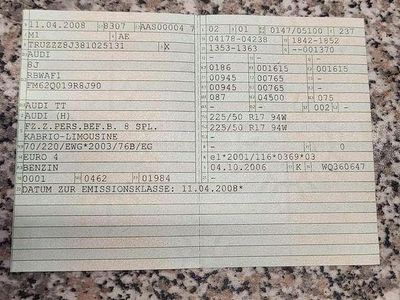 11.04.2008 8307 AAS00004 7
M1 AE
TRUZZZ8J381025131 X
AUDI
8J
RBWAF1
FM62Q019R8J90
AUDI TT
AUDI (H)
FZ.Z.PERS.BEF.B. 8 SPL.
KABRIO-LIMOUSINE
70/220/EWG*2003/76B/EG
EURO 4
BENZIN
0001 0462 01984
DATUM ZUR EMISSIONSKLASSE: 11.04.2008*
02 01 0147/05100 237
04178-04238 1842-1852
1353-1363 --001370
-
0186 001615 001615
00945 00765 -
00945 00765 -
087 04500 075
- - 002 -
225/50 R17 94W
225/50 R17 94W
-
-
- 0
e1*2001/116*0369*03
04.10.2006 K WQ360647
-